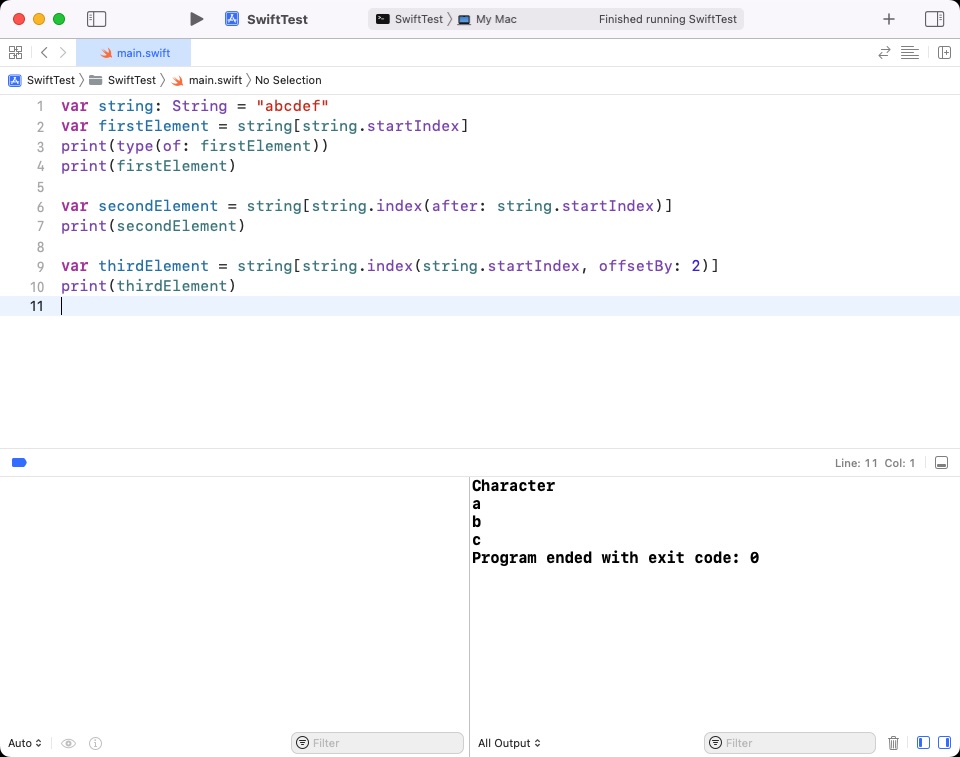 SwiftTest
SwiftTest 〉 My Mac Finished running SwiftTest
main.swift
SwiftTest 〉 SwiftTest 〉 main.swift 〉 No Selection
1 var string: String = "abcdef"
2 var firstElement = string[string.startIndex]
3 print(type(of: firstElement))
4 print(firstElement)
5
6 var secondElement = string[string.index(after: string.startIndex)]
7 print(secondElement)
8
9 var thirdElement = string[string.index(string.startIndex, offsetBy: 2)]
10 print(thirdElement)
11
Line: 11 Col: 1
Character
a
b
c
Program ended with exit code: 0
Auto Filter All Output Filter